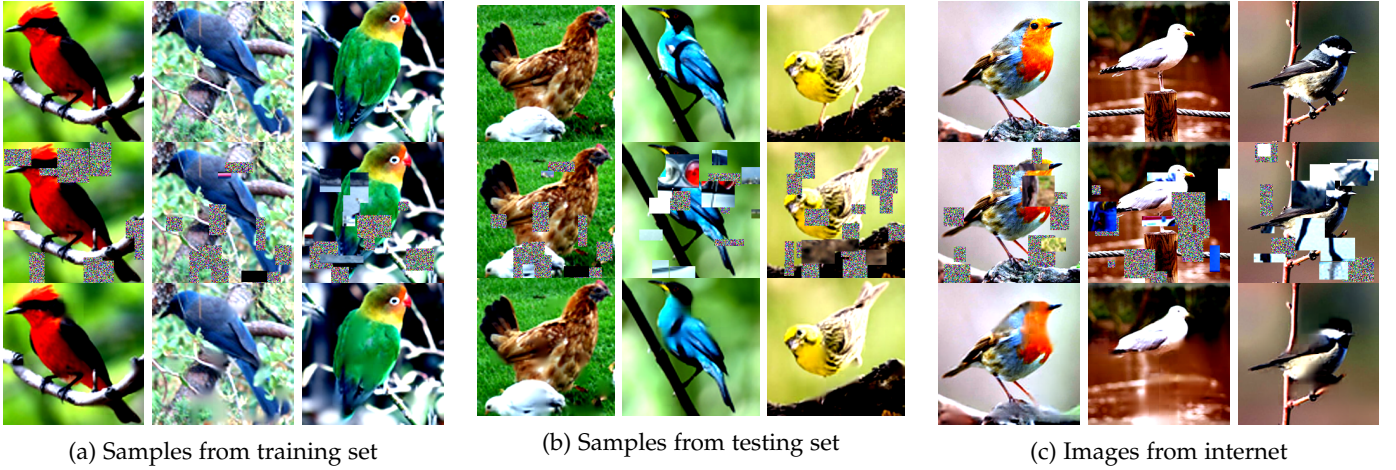 (a) Samples from training set
(b) Samples from testing set
(c) Images from internet